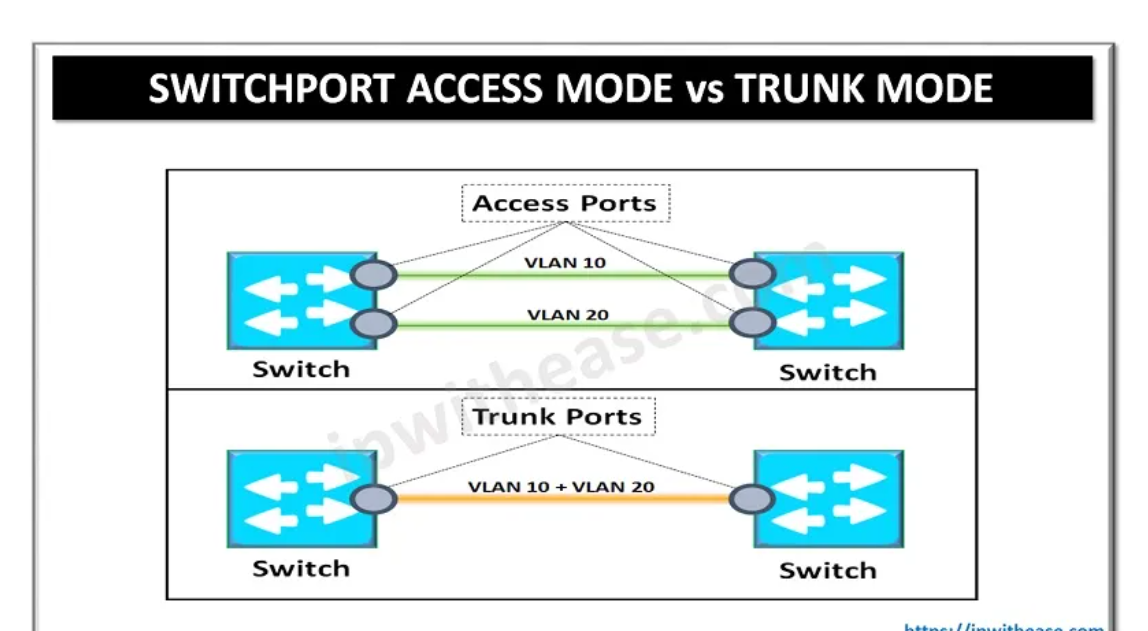 SWITCHPORT ACCESS MODE vs TRUNK MODE
Access Ports
VLAN 10
VLAN 20
Switch
Switch
Trunk Ports
VLAN 10 + VLAN 20
Switch
Switch
ipwithease.com
https://ipwithease.com